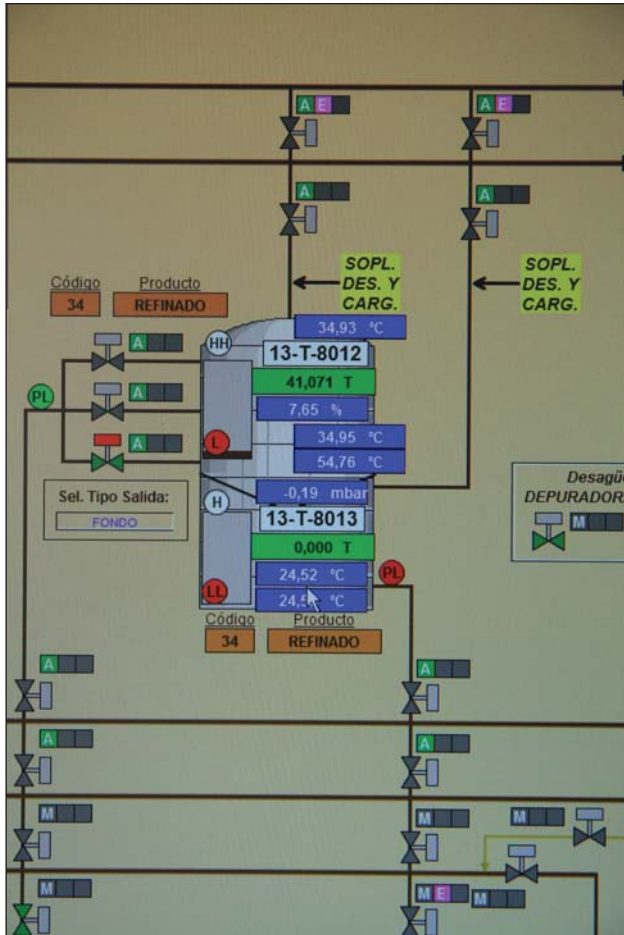 A E
A E
A
A
SOPL.
DES. Y
CARG.
SOPL.
DES. Y
CARG.
Código Producto
34 REFINADO
34,93 °C
HH
13-T-8012
A
41,071 T
PL
A
7,65 %
A
L
34,95 °C
54,76 °C
Sel. Tipo Salida:
FONDO
H
-0,19 mbar
13-T-8013
Desagü
DEPURADORA
M
0,000 T
24,52 °C
PL
LL
°C
Código Producto
34 REFINADO
A
A
A
A
M
M
M
M
M E
M